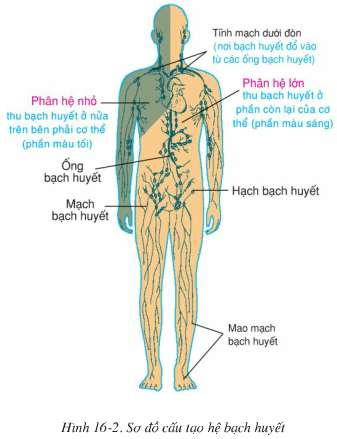 Tĩnh mạch dưới đòn
(nơi bạch huyết đổ vào
từ các ống bạch huyết)
Phân hệ nhỏ
thu bạch huyết ở nửa
trên bên phải cơ thể
(phần màu tối)
Phân hệ lớn
thu bạch huyết ở
phần còn lại của cơ
thể (phần màu sáng)
Ống
bạch huyết
Mạch
bạch huyết
Hạch bạch huyết
Mao mạch
bạch huyết
Hình 16-2. Sơ đồ cấu tạo hệ bạch huyết